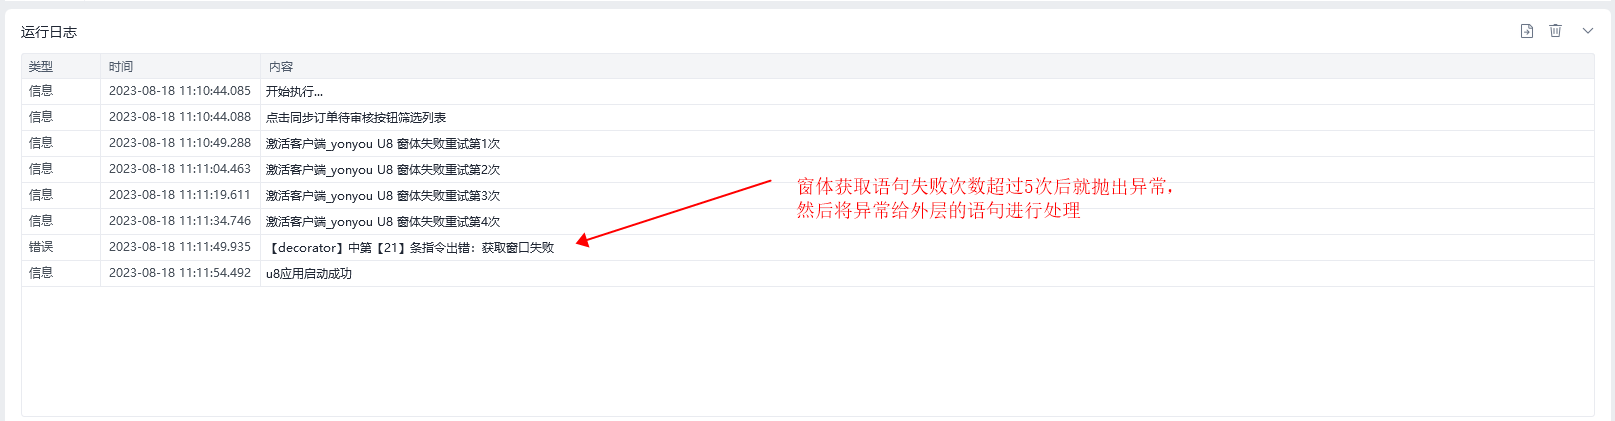 运行日志
类型 时间 内容
信息 2023-08-18 11:10:44.085 开始执行...
信息 2023-08-18 11:10:44.088 点击同步订单待审核按钮筛选列表
信息 2023-08-18 11:10:49.288 激活客户端_yonyou U8 窗体失败重试第1次
信息 2023-08-18 11:11:04.463 激活客户端_yonyou U8 窗体失败重试第2次
信息 2023-08-18 11:11:19.611 激活客户端_yonyou U8 窗体失败重试第3次
信息 2023-08-18 11:11:34.746 激活客户端_yonyou U8 窗体失败重试第4次
错误 2023-08-18 11:11:49.935 【decorator】中第【21】条指令出错：获取窗口失败
信息 2023-08-18 11:11:54.492 u8应用启动成功
窗体获取语句失败次数超过5次后就抛出异常，
然后将异常给外层的语句进行处理